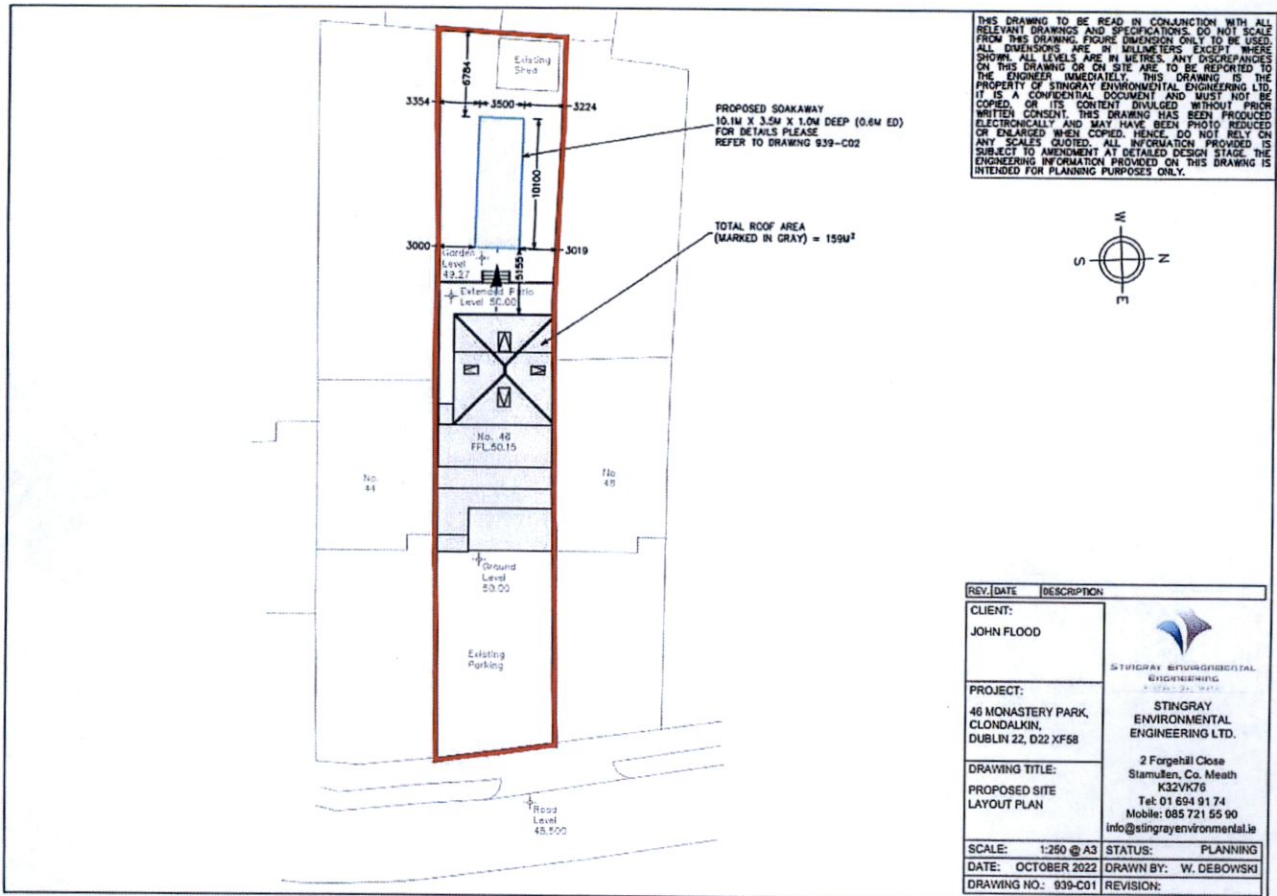 THIS DRAWING TO BE READ IN CONJUNCTION WITH ALL
RELEVANT DRAWINGS AND SPECIFICATIONS. DO NOT SCALE
FROM THIS DRAWING. FIGURE DIMENSION ONLY TO BE USED.
ALL DIMENSIONS ARE IN MILLIMETERS EXCEPT WHERE
SHOWN. ALL LEVELS ARE IN METRES. ANY DISCREPANCIES
ON THIS DRAWING OR ON SITE ARE TO BE REPORTED TO
THE ENGINEER IMMEDIATELY. THIS DRAWING IS THE
PROPERTY OF STINGRAY ENVIRONMENTAL ENGINEERING LTD.
IT IS A CONFIDENTIAL DOCUMENT AND MUST NOT BE
COPIED, OR ITS CONTENT DIVULGED WITHOUT PRIOR
WRITTEN CONSENT. THIS DRAWING HAS BEEN PRODUCED
ELECTRONICALLY AND MAY HAVE BEEN PHOTO REDUCED
OR ENLARGED WHEN COPIED. HENCE, DO NOT RELY ON
ANY SCALES QUOTED. ALL INFORMATION PROVIDED IS
SUBJECT TO AMENDMENT AT DETAILED DESIGN STAGE. THE
ENGINEERING INFORMATION PROVIDED ON THIS DRAWING IS
INTENDED FOR PLANNING PURPOSES ONLY.
Existing
Shed
6784
3354
3500
3224
PROPOSED SOAKAWAY
10.1M X 3.5M X 1.0M DEEP (0.6M ED)
FOR DETAILS PLEASE
REFER TO DRAWING 939-C02
10100
3000
3019
Garden
Level
49.27
5155
Extended Patio
Level 50.00
TOTAL ROOF AREA
(MARKED IN GRAY) = 159M²
W
S
N
E
No. 46
FFL.50.15
No.
44
No
48
Ground
Level
50.00
Existing
Parking
Road
Level
48,500
REV. DATE DESCRIPTION
CLIENT:
JOHN FLOOD
PROJECT:
46 MONASTERY PARK,
CLONDALKIN,
DUBLIN 22, D22 XF58
DRAWING TITLE:
PROPOSED SITE
LAYOUT PLAN
STINGRAY ENVIRONMENTAL
ENGINEERING
STINGRAY
ENVIRONMENTAL
ENGINEERING LTD.
2 Forgehill Close
Stamullen, Co. Meath
K32VK76
Tel: 01 694 91 74
Mobile: 085 721 55 90
info@stingrayenvironmental.ie
SCALE: 1:250 @ A3 STATUS: PLANNING
DATE: OCTOBER 2022 DRAWN BY: W. DEBOWSKI
DRAWING NO.: 939-C01 REVISION: